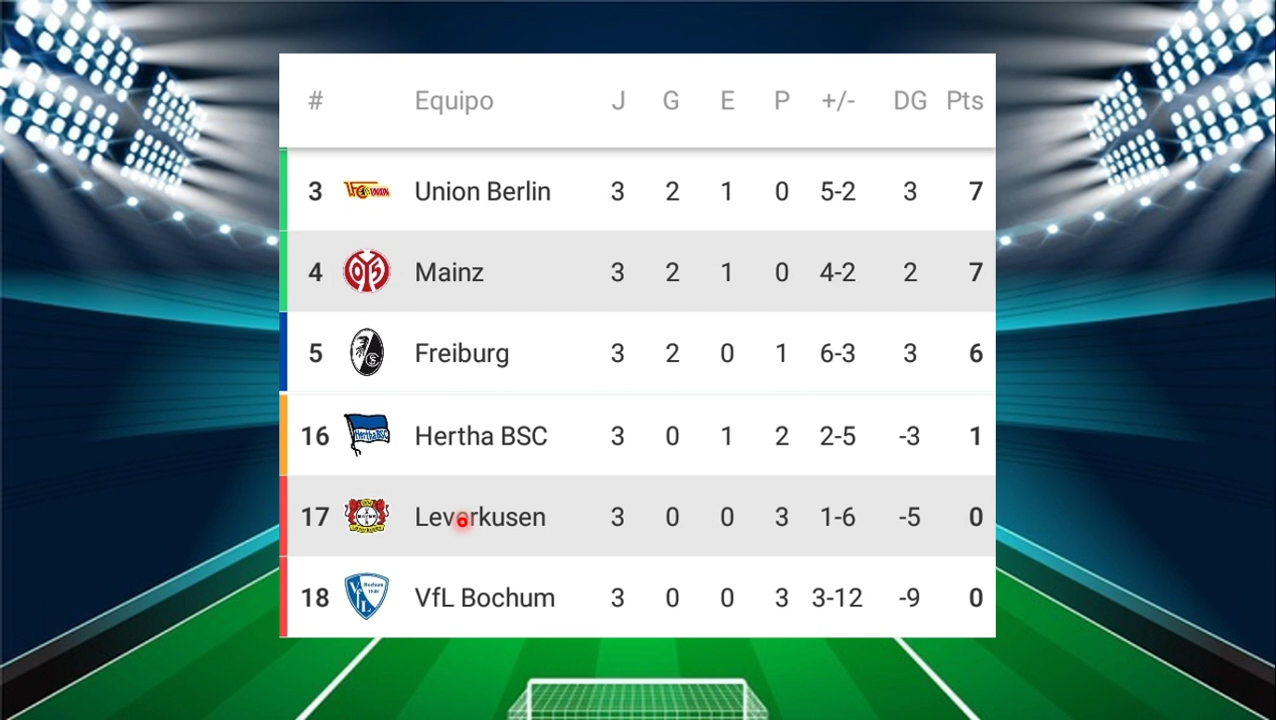 # Equipo J G E P +/- DG Pts
3 Union Berlin 3 2 1 0 5-2 3 7
4 Mainz 3 2 1 0 4-2 2 7
5 Freiburg 3 2 0 1 6-3 3 6
16 Hertha BSC 3 0 1 2 2-5 -3 1
17 Leverkusen 3 0 0 3 1-6 -5 0
18 VfL Bochum 3 0 0 3 3-12 -9 0